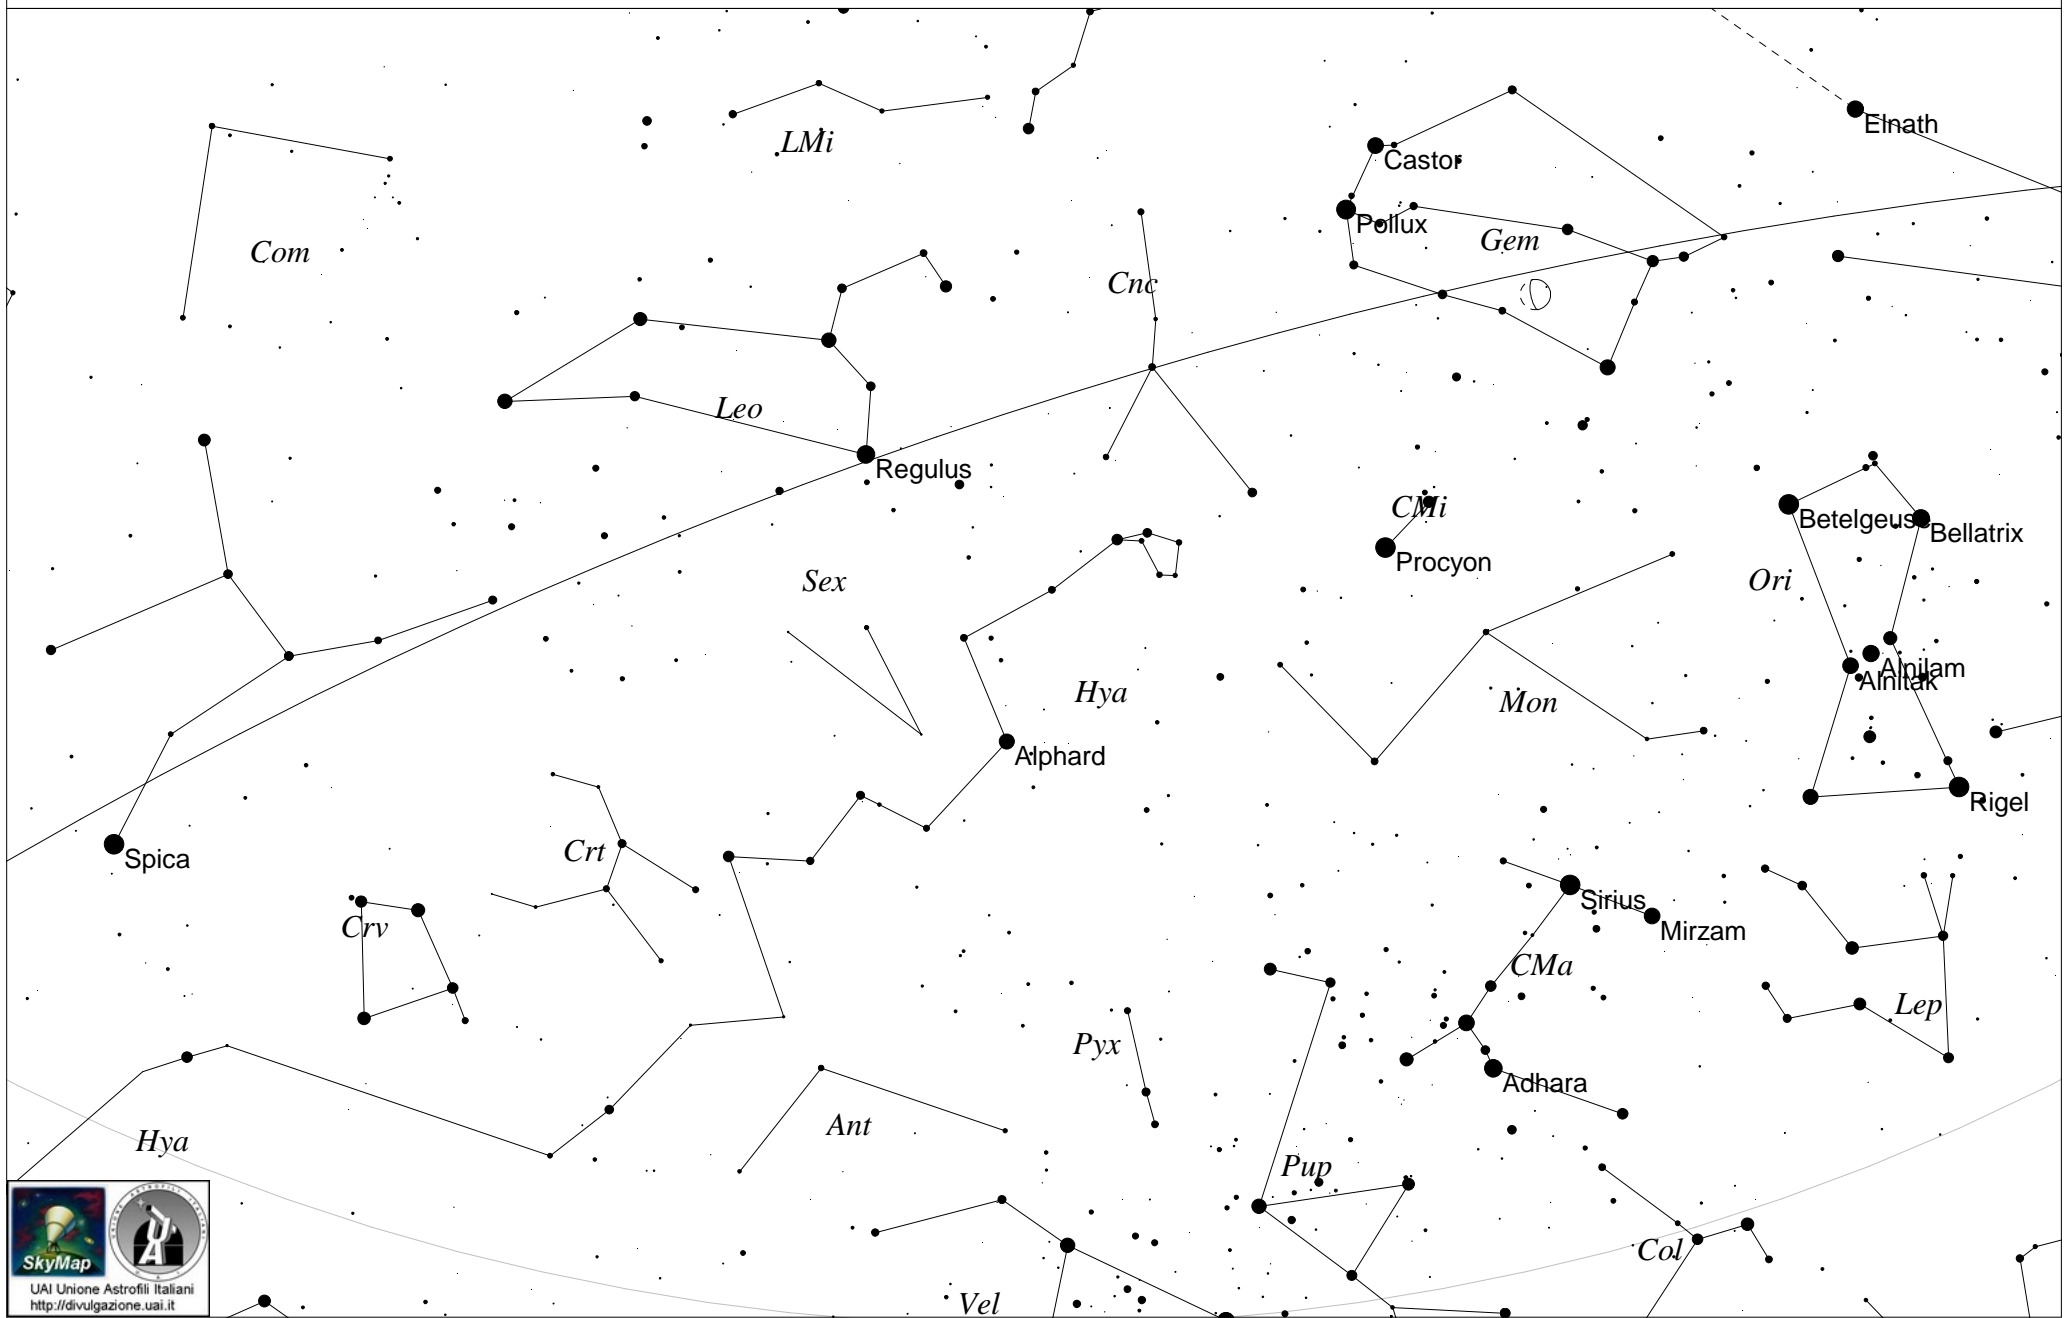 Elnath
LMi
Castor
Pollux
Gem
Com
Cnc
Leo
Regulus
CMi
Procyon
Betelgeuse
Bellatrix
Ori
Sex
Hya
Mon
Alnilam
Alnitak
Alphard
Rigel
Spica
Crt
Crv
Sirius
Mirzam
CMa
Lep
Pyx
Adhara
Ant
Hya
Pup
Col
Vel
SkyMap
UAI
UAI Unione Astrofili Italiani
http://divulgazione.uai.it